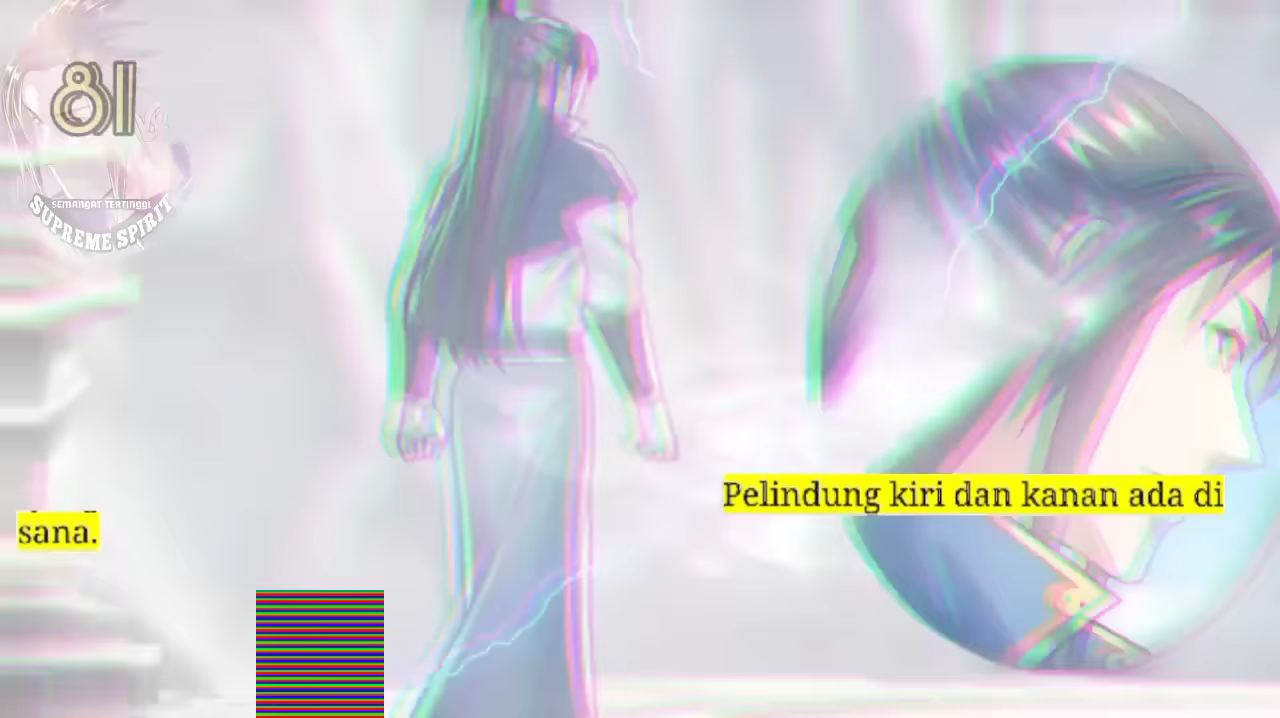 81
SEMANGAT TERTINGGI
SUPREME SPIRIT
Pelindung kiri dan kanan ada di
sana.